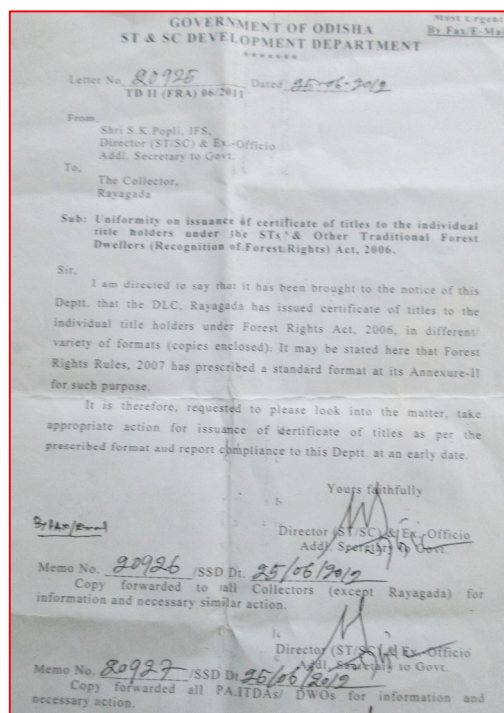 Most Urgent
By Fax/E-Mai
GOVERNMENT OF ODISHA
ST & SC DEVELOPMENT DEPARTMENT
*******
Letter No 20925 Dated 25-06-2012
TD II (FRA) 06/2011
From,
Shri S.K.Popli, IFS,
Director (ST/SC) & Ex.-Officio
Addl. Secretary to Govt.
To,
The Collector,
Rayagada
Sub: Uniformity on issuance of certificate of titles to the individual
title holders under the STs & Other Traditional Forest
Dwellers (Recognition of Forest Rights) Act, 2006.
Sir,
I am directed to say that it has been brought to the notice of this
Deptt. that the DLC, Rayagada has issued certificate of titles to the
individual title holders under Forest Rights Act, 2006, in different
variety of formats (copies enclosed). It may be stated here that Forest
Rights Rules, 2007 has prescribed a standard format at its Annexure-II
for such purpose.
It is therefore, requested to please look into the matter, take
appropriate action for issuance of certificate of titles as per the
prescribed format and report compliance to this Deptt. at an early date.
Yours faithfully
Director (ST/SC) & Ex.-Officio
Addl. Secretary to Govt.
Memo No. 20926 /SSD Dt. 25/06/2012
Copy forwarded to all Collectors (except Rayagada) for
information and necessary similar action.
Director (ST/SC) & Ex.-Officio
Addl. Secretary to Govt.
Memo No. 20927 /SSD Dt. 25/06/2012
Copy forwarded all PA.ITDAs/ DWOs for information and
necessary action.